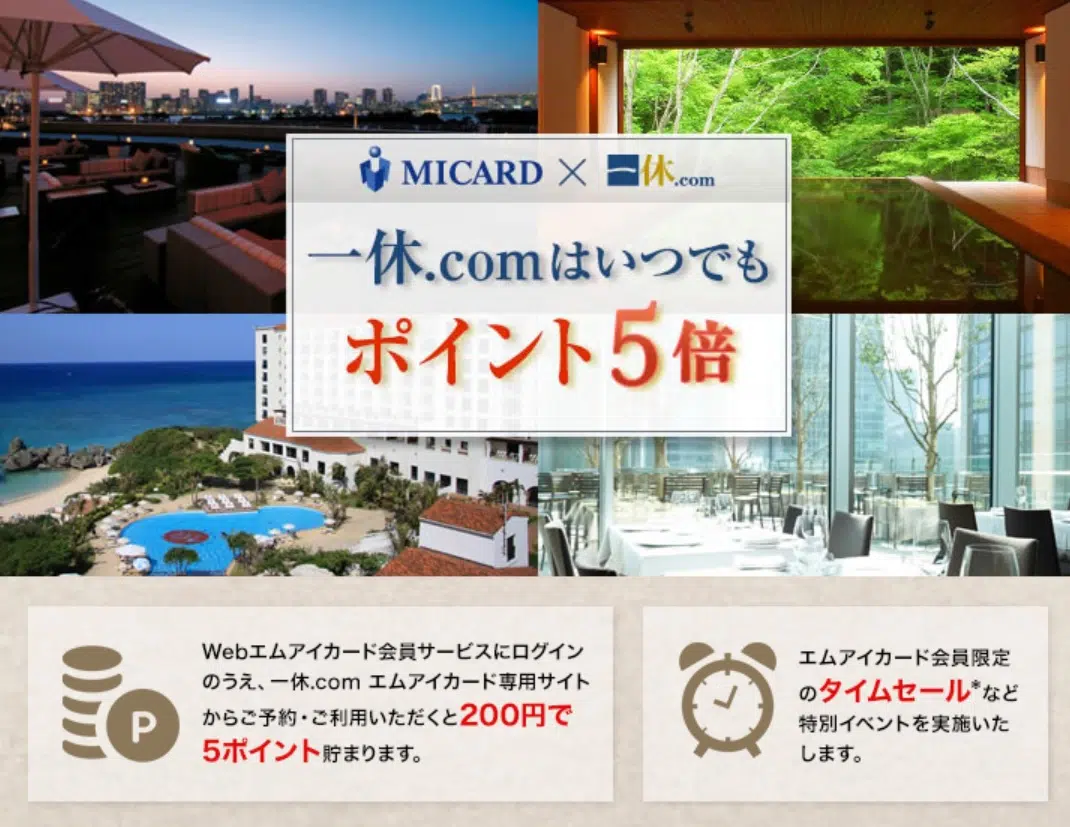 MICARD × 一休.com
一休.comはいつでも
ポイント5倍
P
Webエムアイカード会員サービスにログイン
のうえ、一休.com エムアイカード専用サイト
からご予約・ご利用いただくと200円で
5ポイント貯まります。
エムアイカード会員限定
のタイムセール*など
特別イベントを実施いた
します。